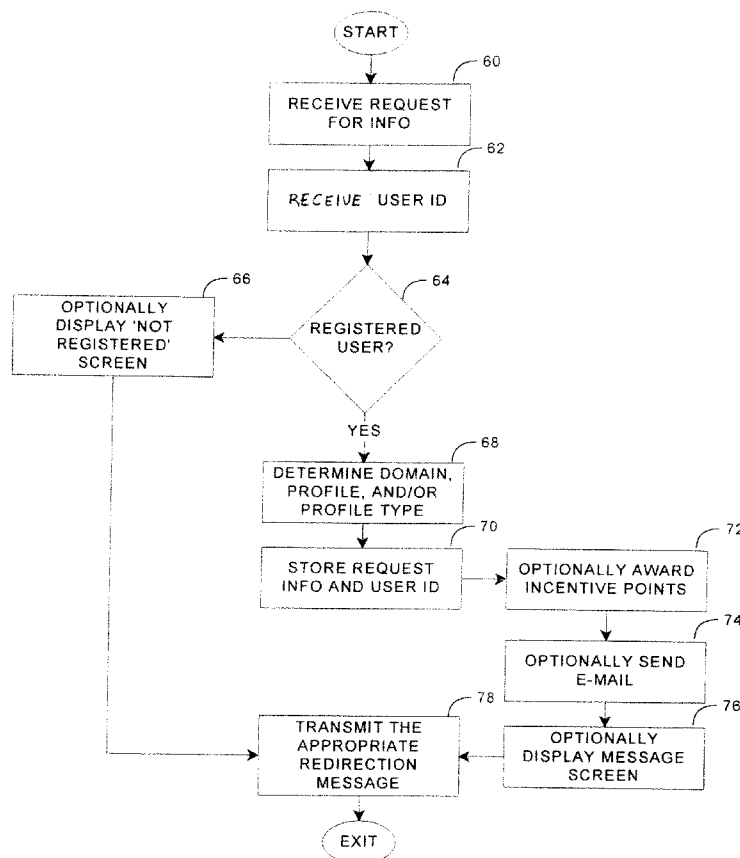 START
60
RECEIVE REQUEST
FOR INFO
62
RECEIVE USER ID
64
REGISTERED
USER?
66
OPTIONALLY
DISPLAY 'NOT
REGISTERED'
SCREEN
YES
68
DETERMINE DOMAIN,
PROFILE, AND/OR
PROFILE TYPE
70
STORE REQUEST
INFO AND USER ID
72
OPTIONALLY AWARD
INCENTIVE POINTS
74
OPTIONALLY SEND
E-MAIL
76
OPTIONALLY
DISPLAY MESSAGE
SCREEN
78
TRANSMIT THE
APPROPRIATE
REDIRECTION
MESSAGE
EXIT